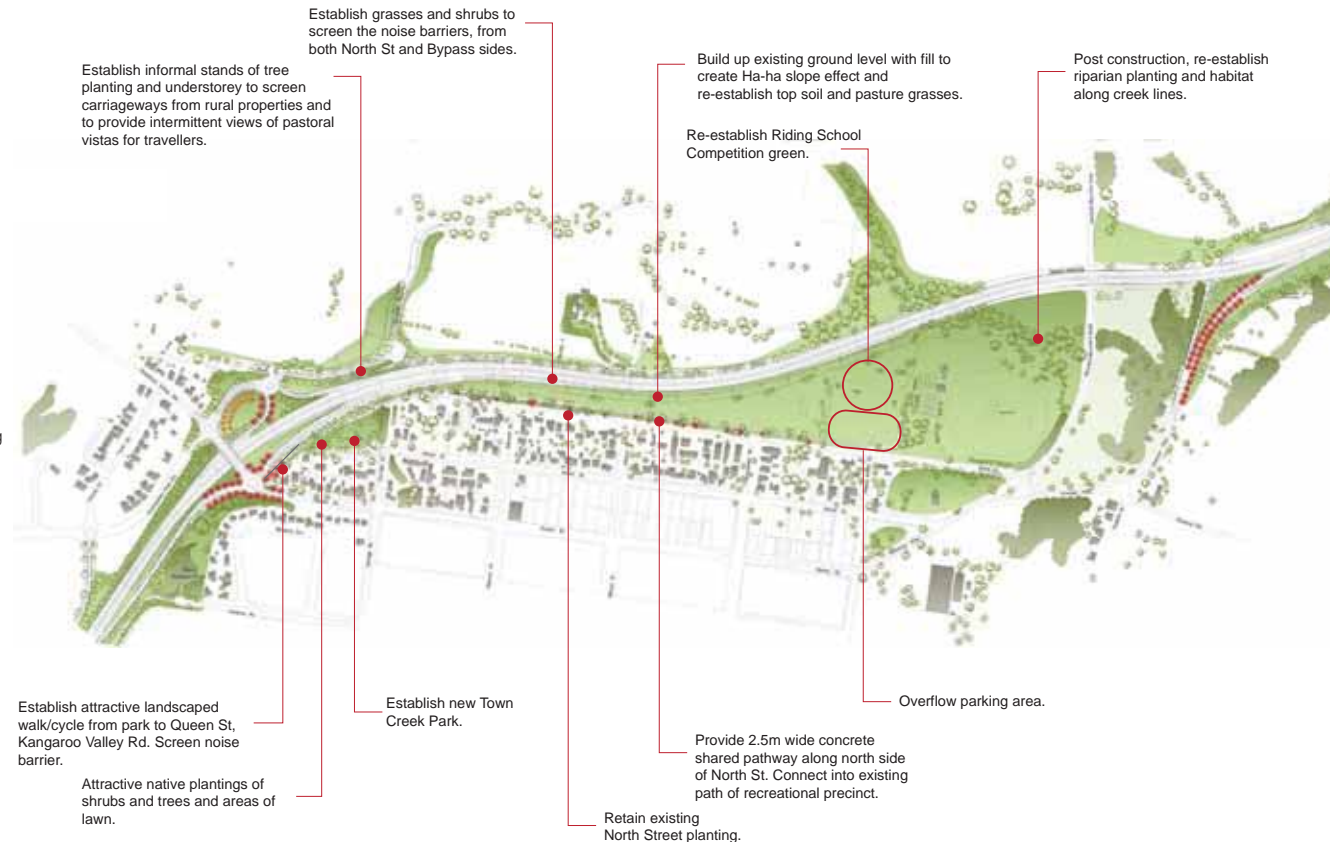 Establish grasses and shrubs to
screen the noise barriers, from
both North St and Bypass sides.
Establish informal stands of tree
planting and understorey to screen
carriageways from rural properties and
to provide intermittent views of pastoral
vistas for travellers.
Build up existing ground level with fill to
create Ha-ha slope effect and
re-establish top soil and pasture grasses.
Post construction, re-establish
riparian planting and habitat
along creek lines.
Re-establish Riding School
Competition green.
g
Establish attractive landscaped
walk/cycle from park to Queen St,
Kangaroo Valley Rd. Screen noise
barrier.
Attractive native plantings of
shrubs and trees and areas of
lawn.
Establish new Town
Creek Park.
Retain existing
North Street planting.
Provide 2.5m wide concrete
shared pathway along north side
of North St. Connect into existing
path of recreational precinct.
Overflow parking area.